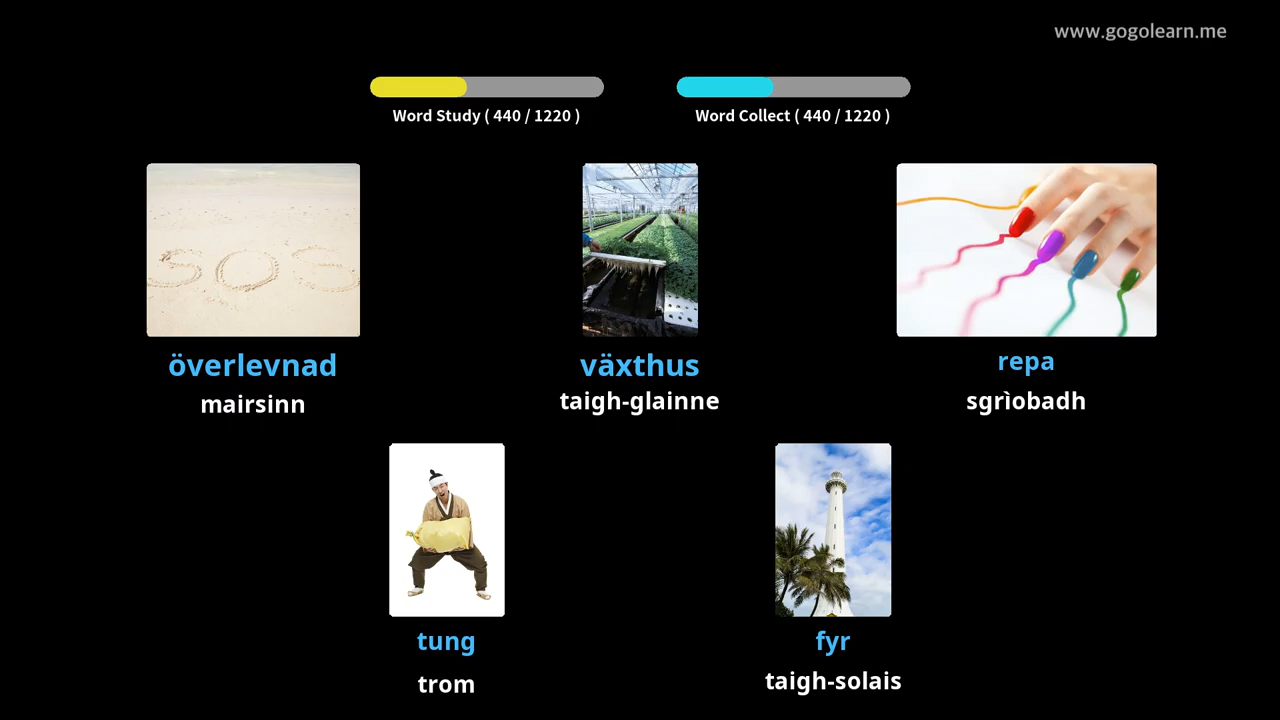 www.gogolearn.me
Word Study ( 440 / 1220 )
Word Collect ( 440 / 1220 )
SOS
överlevnad
mairsinn
växthus
taigh-glainne
repa
sgrìobadh
tung
trom
fyr
taigh-solais